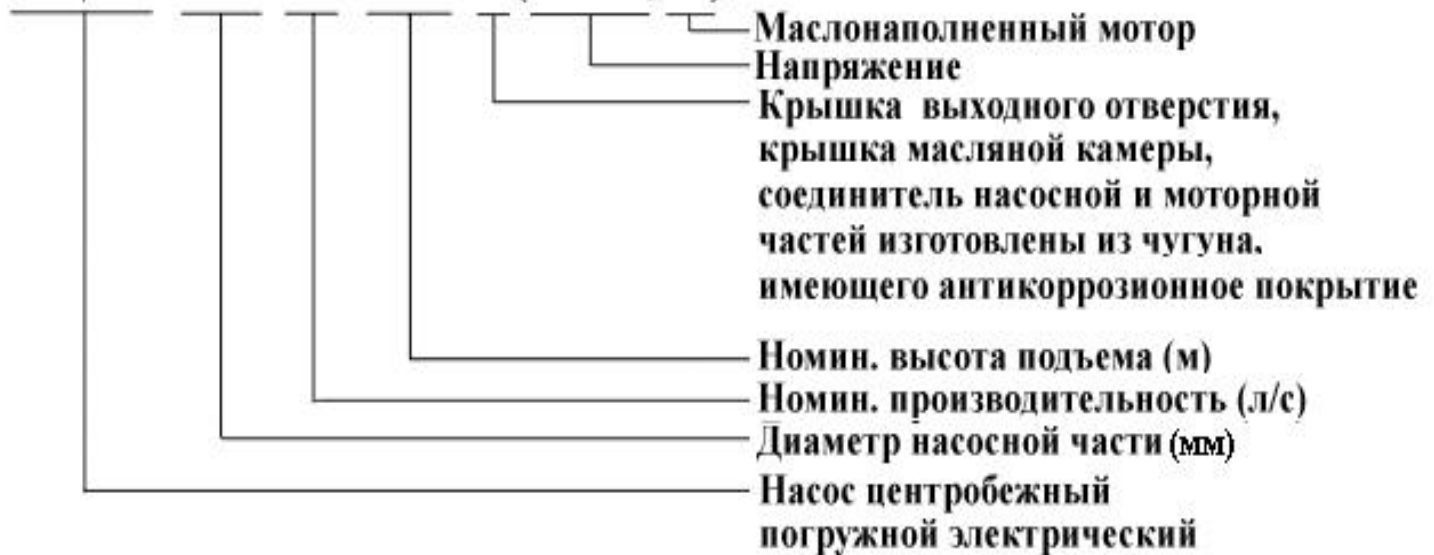 Маслонаполненный мотор
Напряжение
Крышка выходного отверстия,
крышка масляной камеры,
соединитель насосной и моторной
частей изготовлены из чугуна.
имеющего антикоррозионное покрытие
Номин. высота подъема (м)
Номин. производительность (л/с)
Диаметр насосной части (мм)
Насос центробежный
погружной электрический